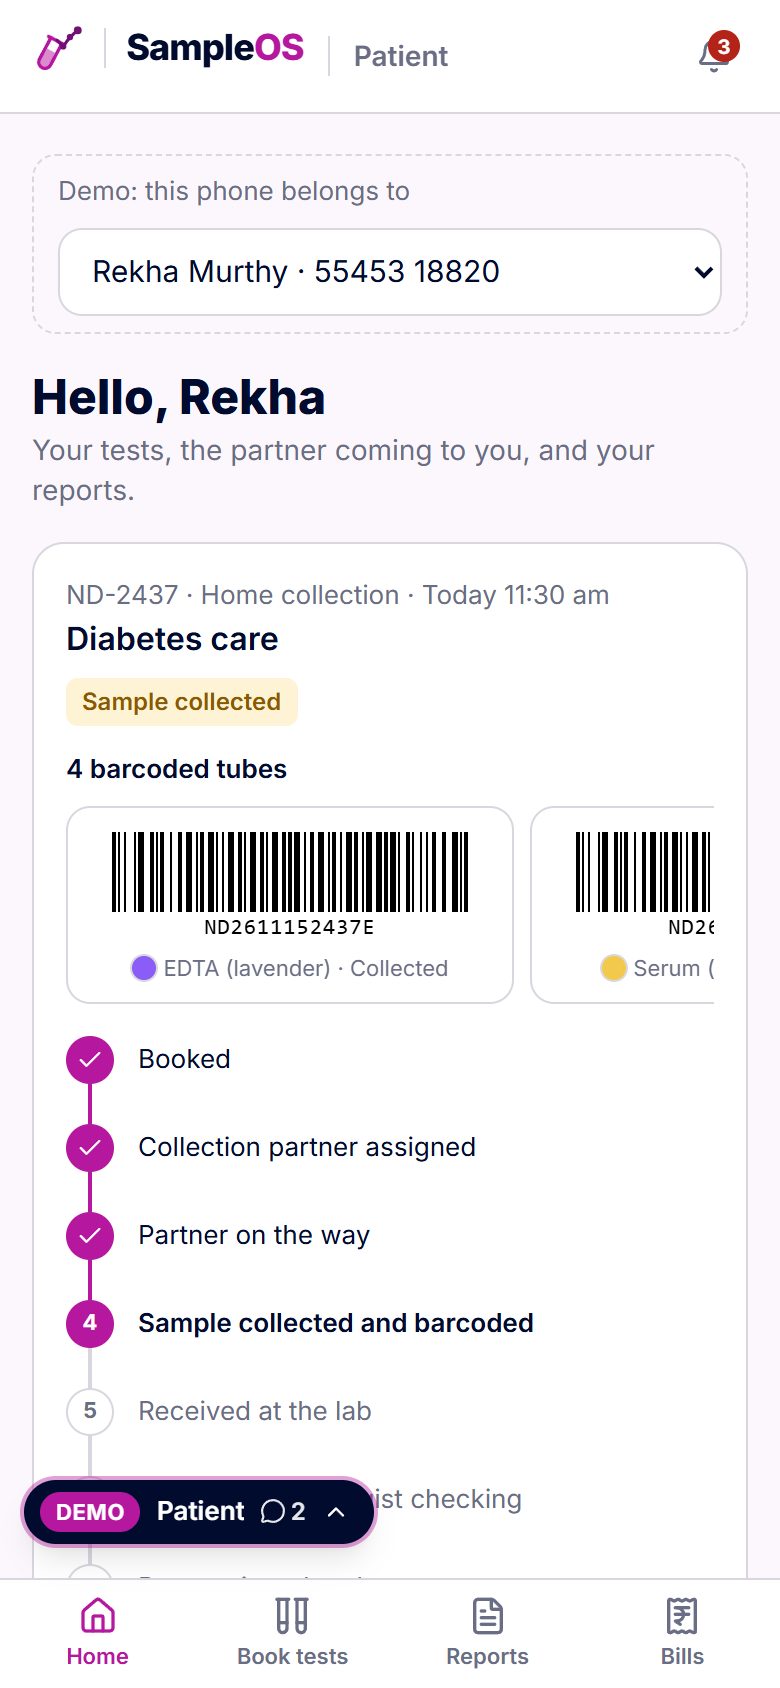 SampleOS
Patient
3
Demo: this phone belongs to
Rekha Murthy · 55453 18820
Hello, Rekha
Your tests, the partner coming to you, and your
reports.
ND-2437 · Home collection · Today 11:30 am
Diabetes care
Sample collected
4 barcoded tubes
ND2611152437E
ND26
EDTA (lavender) · Collected
Serum (
Booked
Collection partner assigned
Partner on the way
4 Sample collected and barcoded
5 Received at the lab
checking
DEMO Patient 2
Home
Book tests
Reports
Bills